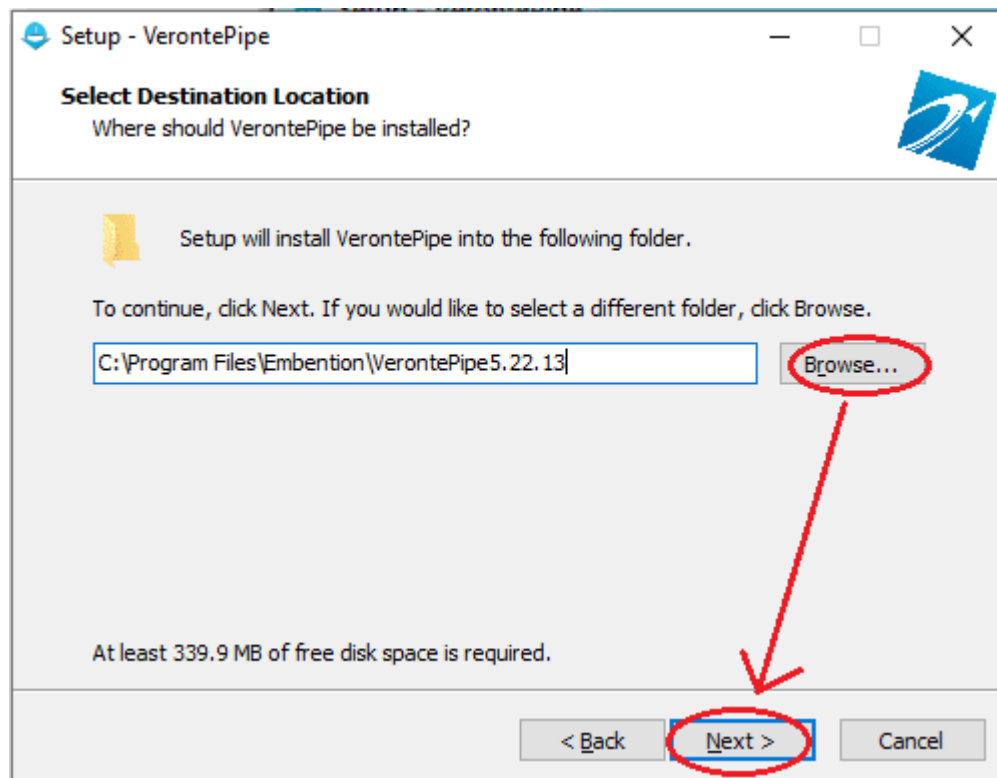 Setup - VerontePipe
Select Destination Location
Where should VerontePipe be installed?
Setup will install VerontePipe into the following folder.
To continue, click Next. If you would like to select a different folder, click Browse.
C:\Program Files\Embention\VerontePipe5.22.13
Browse...
At least 339.9 MB of free disk space is required.
< Back
Next >
Cancel